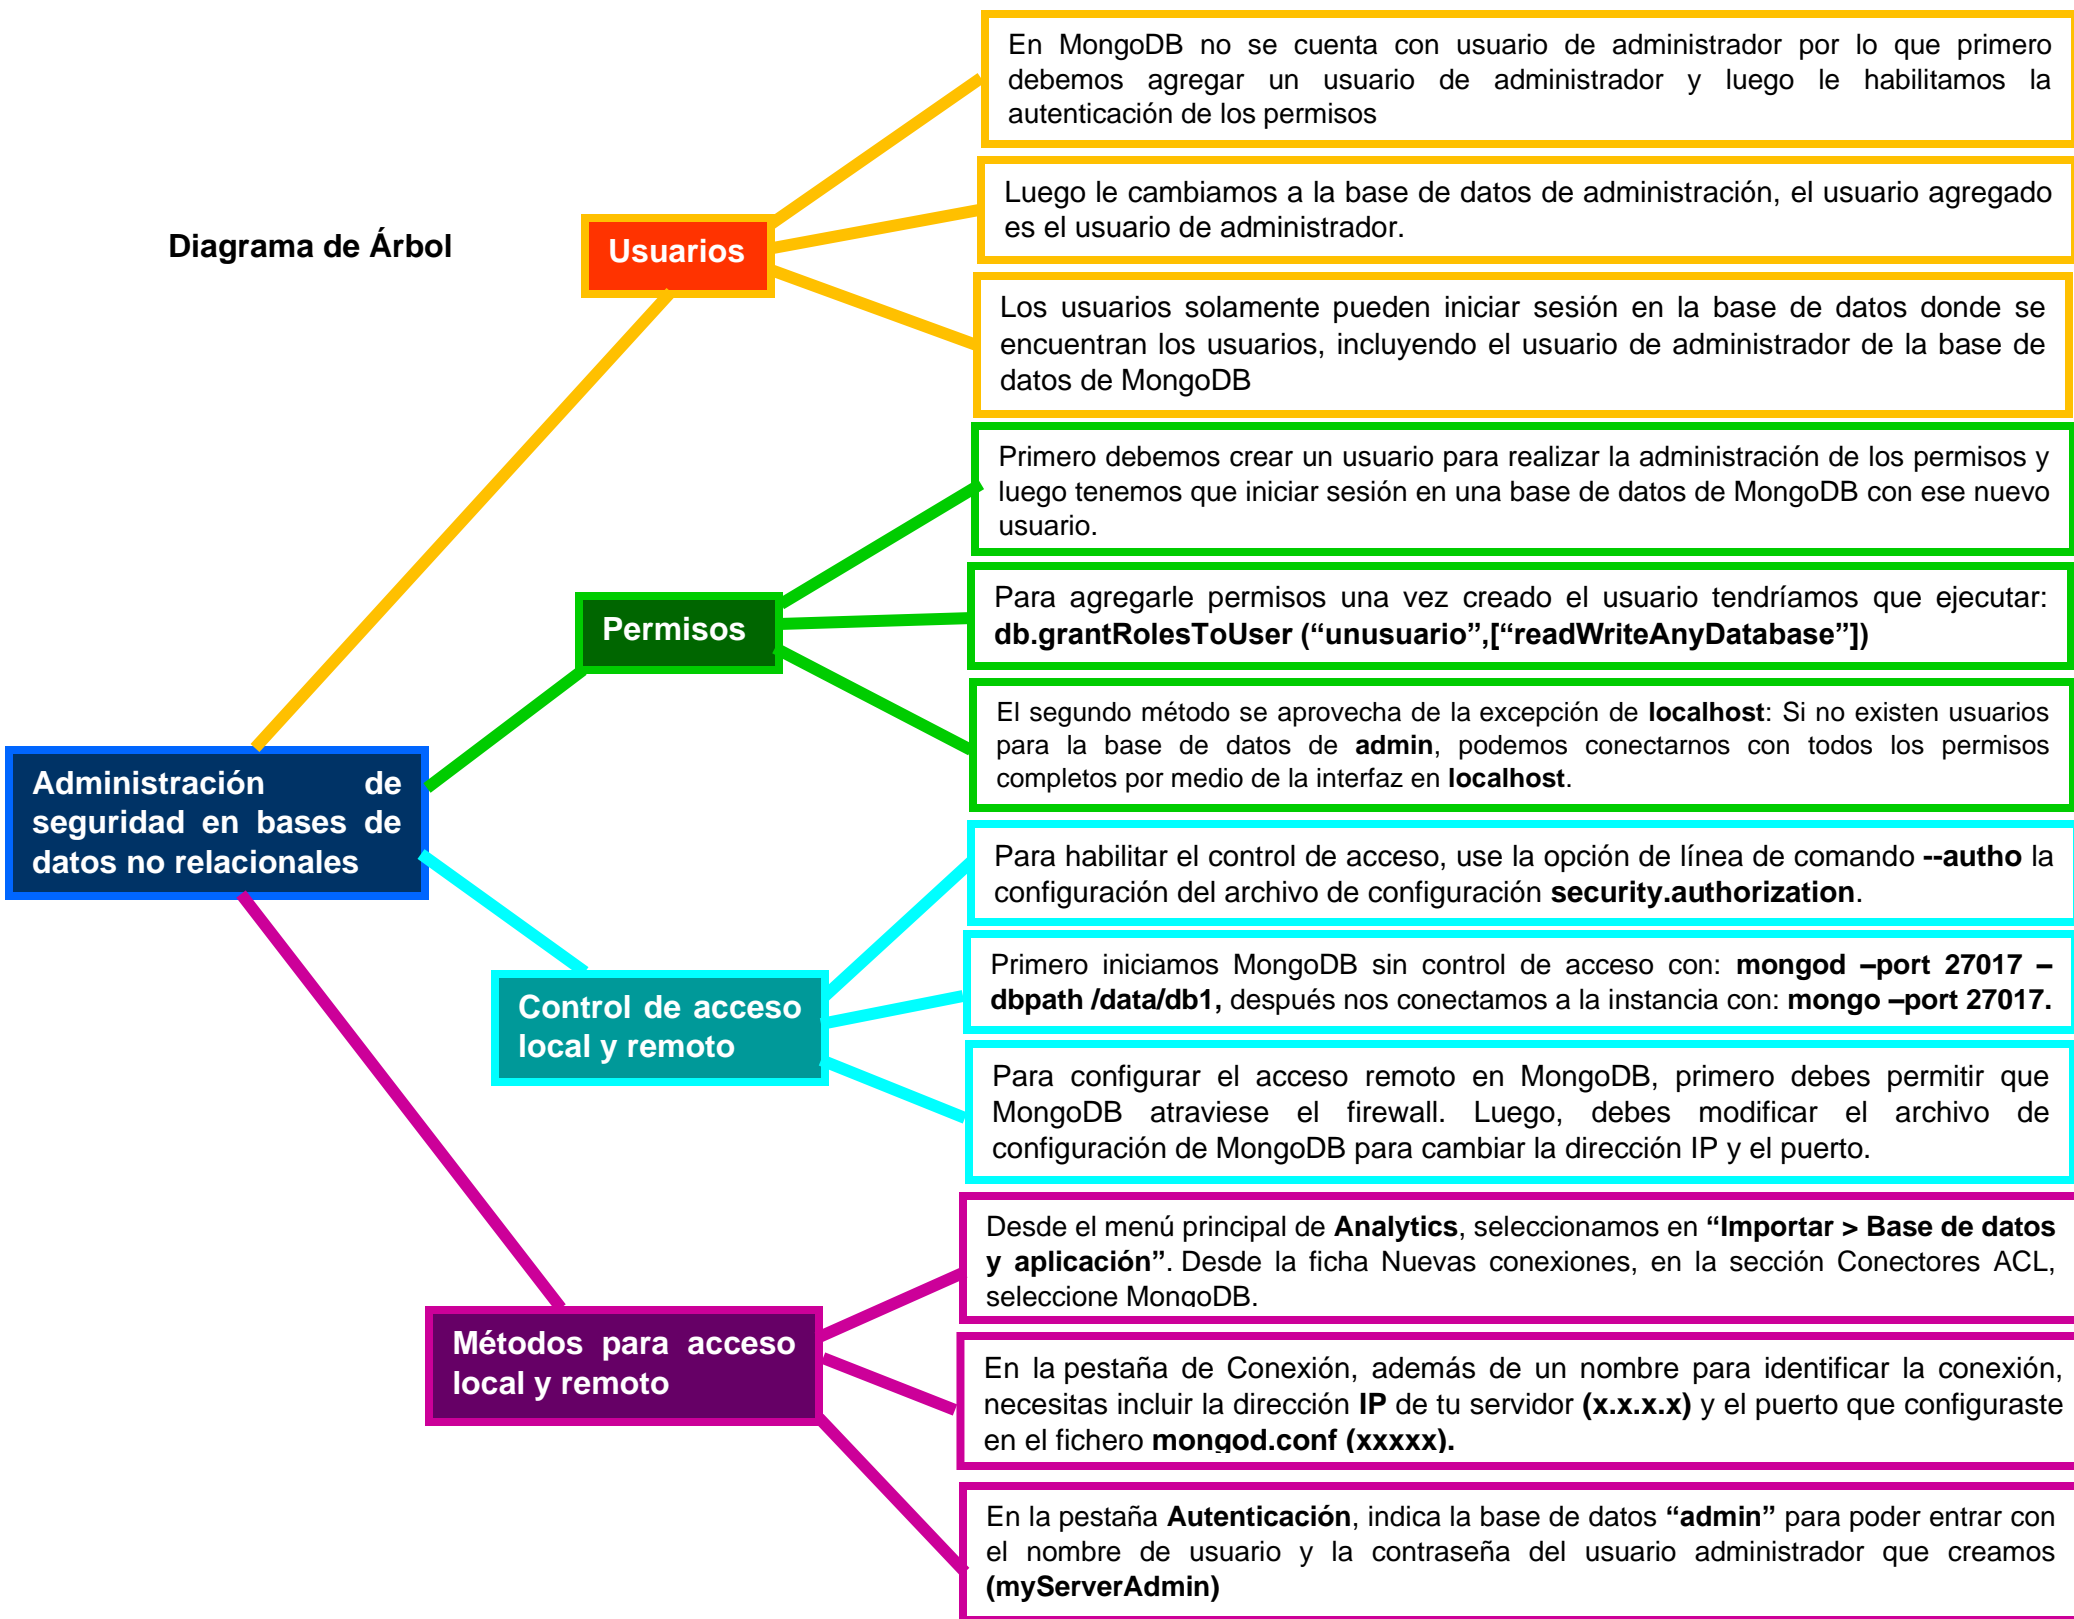 Diagrama de Árbol
Administración de
seguridad en bases de
datos no relacionales
Usuarios
En MongoDB no se cuenta con usuario de administrador por lo que primero
debemos agregar un usuario de administrador y luego le habilitamos la
autenticación de los permisos
Luego le cambiamos a la base de datos de administración, el usuario agregado
es el usuario de administrador.
Los usuarios solamente pueden iniciar sesión en la base de datos donde se
encuentran los usuarios, incluyendo el usuario de administrador de la base de
datos de MongoDB
Permisos
Primero debemos crear un usuario para realizar la administración de los permisos y
luego tenemos que iniciar sesión en una base de datos de MongoDB con ese nuevo
usuario.
Para agregarle permisos una vez creado el usuario tendríamos que ejecutar:
db.grantRolesToUser (“unusuario”,[“readWriteAnyDatabase”])
El segundo método se aprovecha de la excepción de localhost: Si no existen usuarios
para la base de datos de admin, podemos conectarnos con todos los permisos
completos por medio de la interfaz en localhost.
Control de acceso
local y remoto
Para habilitar el control de acceso, use la opción de línea de comando --autho la
configuración del archivo de configuración security.authorization.
Primero iniciamos MongoDB sin control de acceso con: mongod –port 27017 –
dbpath /data/db1, después nos conectamos a la instancia con: mongo –port 27017.
Para configurar el acceso remoto en MongoDB, primero debes permitir que
MongoDB atraviese el firewall. Luego, debes modificar el archivo de
configuración de MongoDB para cambiar la dirección IP y el puerto.
Métodos para acceso
local y remoto
Desde el menú principal de Analytics, seleccionamos en “Importar > Base de datos
y aplicación”. Desde la ficha Nuevas conexiones, en la sección Conectores ACL,
seleccione MongoDB.
En la pestaña de Conexión, además de un nombre para identificar la conexión,
necesitas incluir la dirección IP de tu servidor (x.x.x.x) y el puerto que configuraste
en el fichero mongod.conf (xxxxx).
En la pestaña Autenticación, indica la base de datos “admin” para poder entrar con
el nombre de usuario y la contraseña del usuario administrador que creamos
(myServerAdmin)